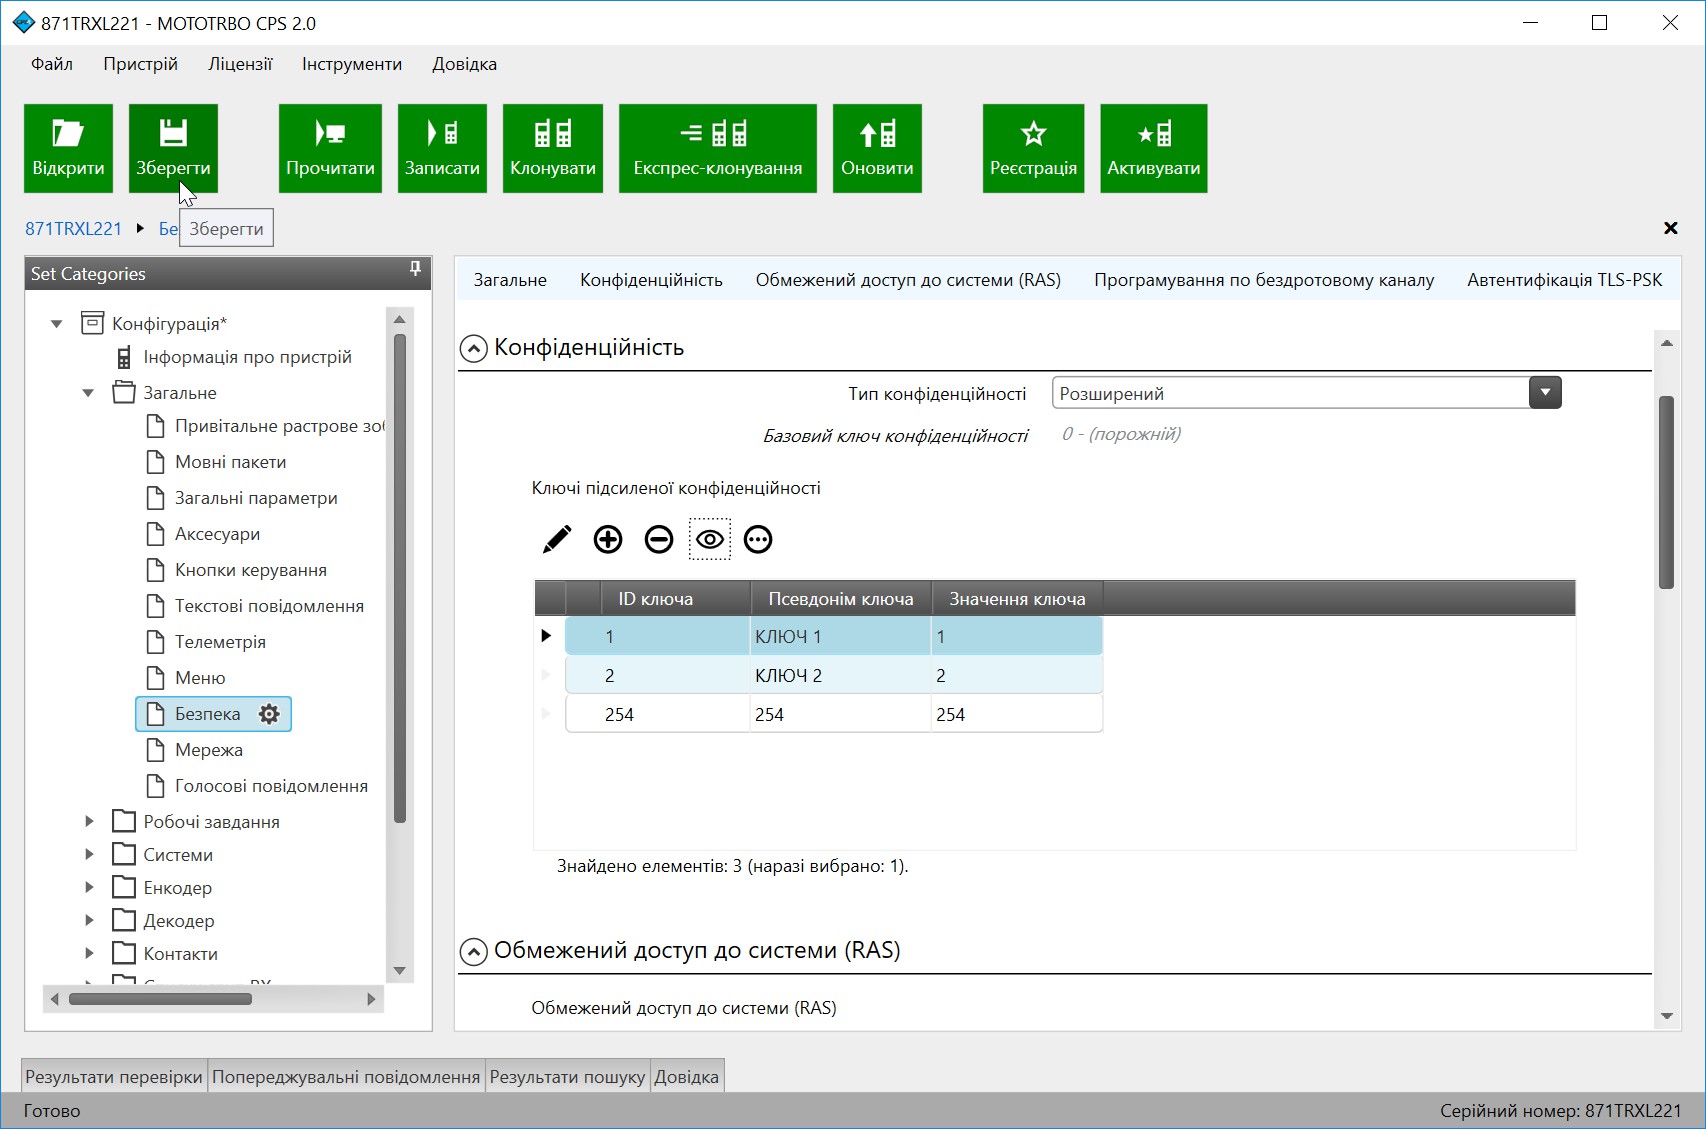 871TRXL221 - MOTOTRBO CPS 2.0
Файл Пристрій Ліцензії Інструменти Довідка
Відкрити Зберегти Прочитати Записати Клонувати Експрес-клонування Оновити Реєстрація Активувати
871TRXL221 Бе Зберегти
Set Categories
Конфігурація*
Інформація про пристрій
Загальне
Привітальне растрове зоб
Мовні пакети
Загальні параметри
Аксесуари
Кнопки керування
Текстові повідомлення
Телеметрія
Меню
Безпека
Мережа
Голосові повідомлення
Робочі завдання
Системи
Енкодер
Декодер
Контакти
Загальне Конфіденційність Обмежений доступ до системи (RAS) Програмування по бездротовому каналу Автентифікація TLS-PSK
Конфіденційність
Тип конфіденційності Розширений
Базовий ключ конфіденційності 0 - (порожній)
Ключі підсиленої конфіденційності
ID ключа Псевдонім ключа Значення ключа
1 КЛЮЧ 1 1
2 КЛЮЧ 2 2
254 254 254
Знайдено елементів: 3 (наразі вибрано: 1).
Обмежений доступ до системи (RAS)
Обмежений доступ до системи (RAS)
Результати перевірки Попереджувальні повідомлення Результати пошуку Довідка
Готово Серійний номер: 871TRXL221